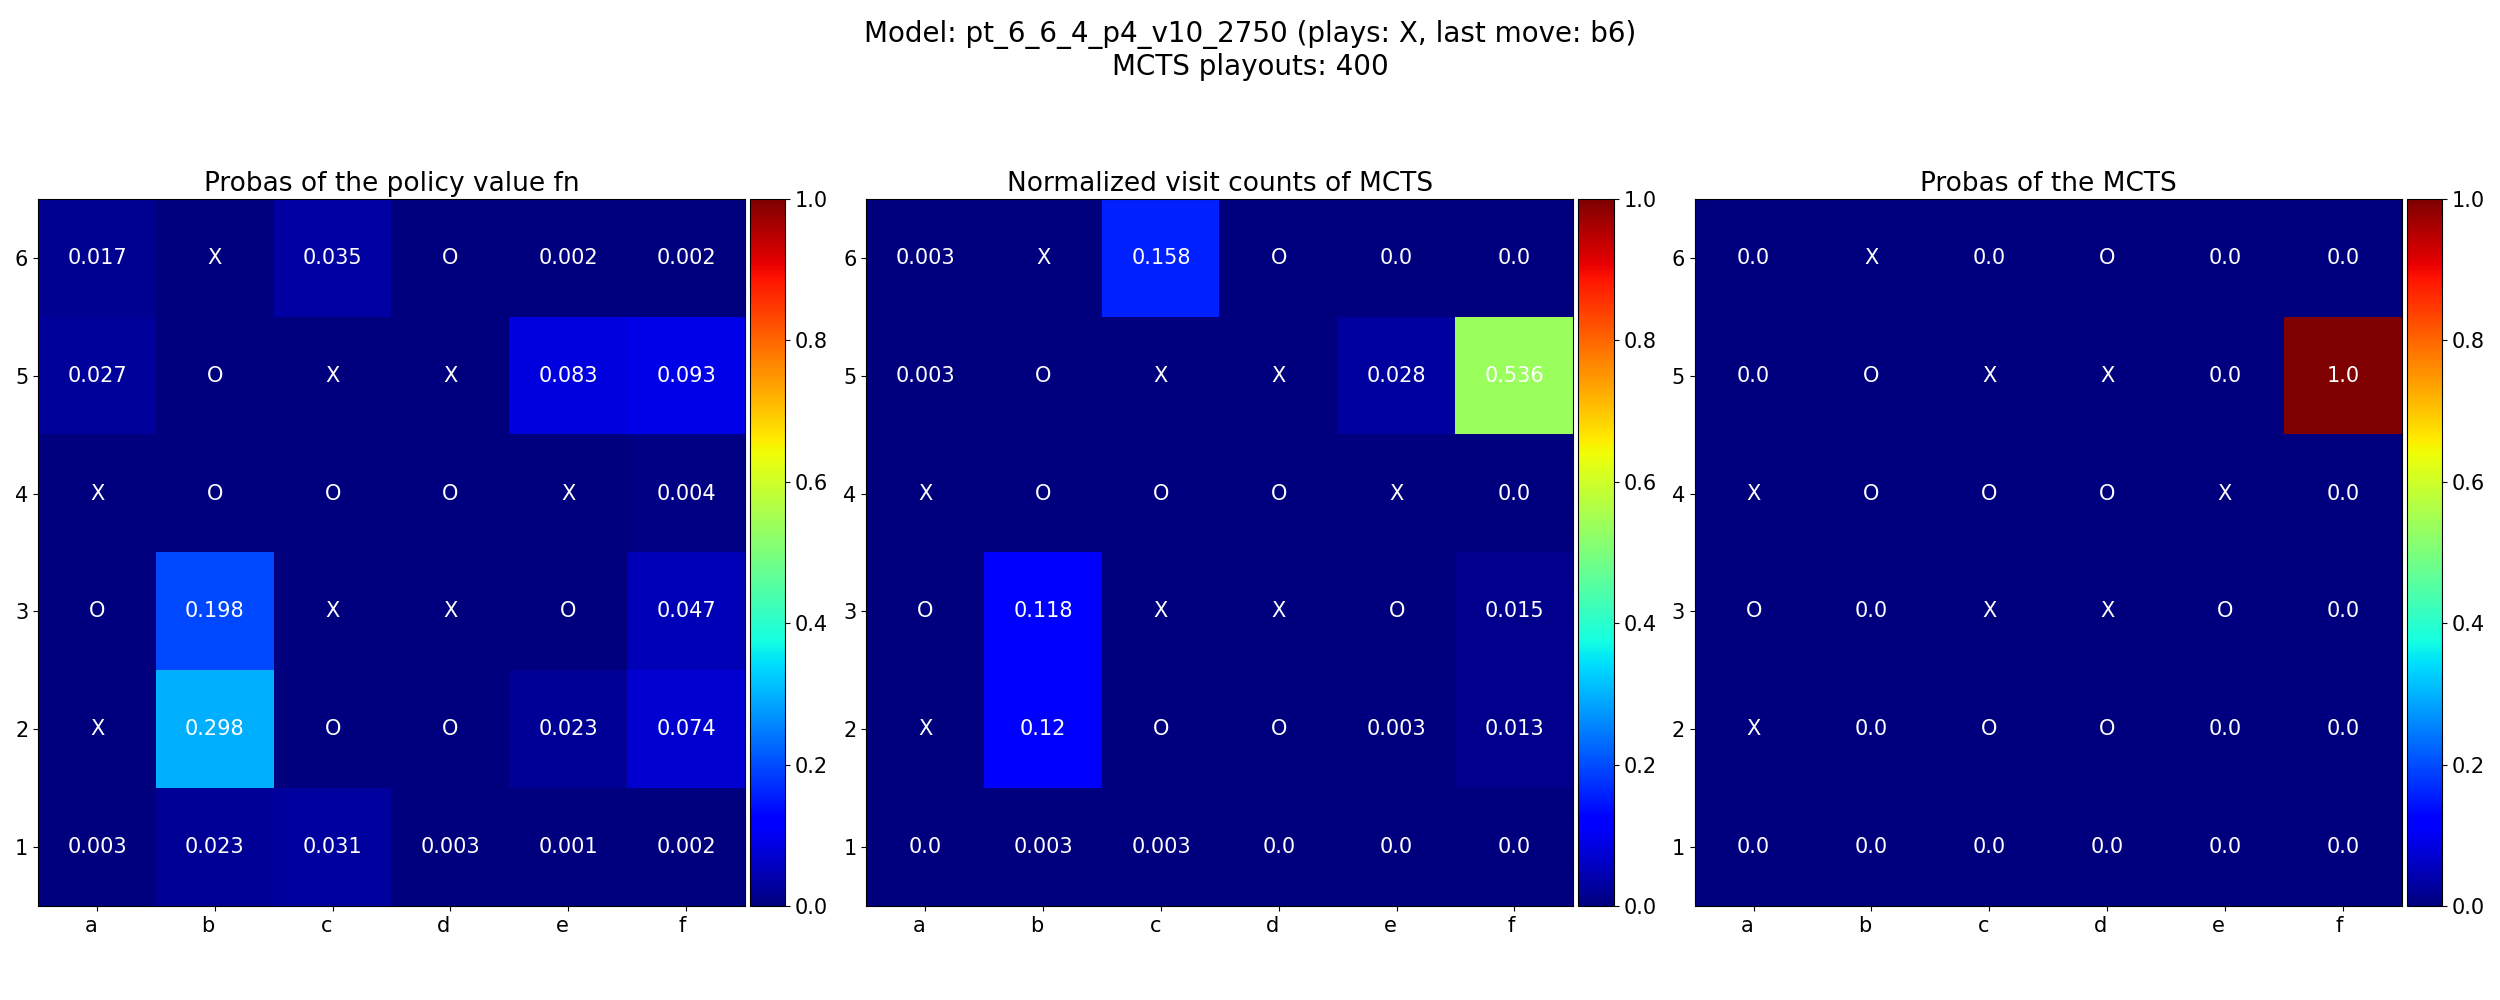 Model: pt_6_6_4_p4_v10_2750 (plays: X, last move: b6)
MCTS playouts: 400
Probas of the policy value fn
6 0.017 X 0.035 O 0.002 0.002
5 0.027 O X X 0.083 0.093
4 X O O O X 0.004
3 O 0.198 X X O 0.047
2 X 0.298 O O 0.023 0.074
1 0.003 0.023 0.031 0.003 0.001 0.002
a b c d e f
1.0
0.8
0.6
0.4
0.2
0.0
Normalized visit counts of MCTS
6 0.003 X 0.158 O 0.0 0.0
5 0.003 O X X 0.028 0.536
4 X O O O X 0.0
3 O 0.118 X X O 0.015
2 X 0.12 O O 0.003 0.013
1 0.0 0.003 0.003 0.0 0.0 0.0
a b c d e f
1.0
0.8
0.6
0.4
0.2
0.0
Probas of the MCTS
6 0.0 X 0.0 O 0.0 0.0
5 0.0 O X X 0.0 1.0
4 X O O O X 0.0
3 O 0.0 X X O 0.0
2 X 0.0 O O 0.0 0.0
1 0.0 0.0 0.0 0.0 0.0 0.0
a b c d e f
1.0
0.8
0.6
0.4
0.2
0.0